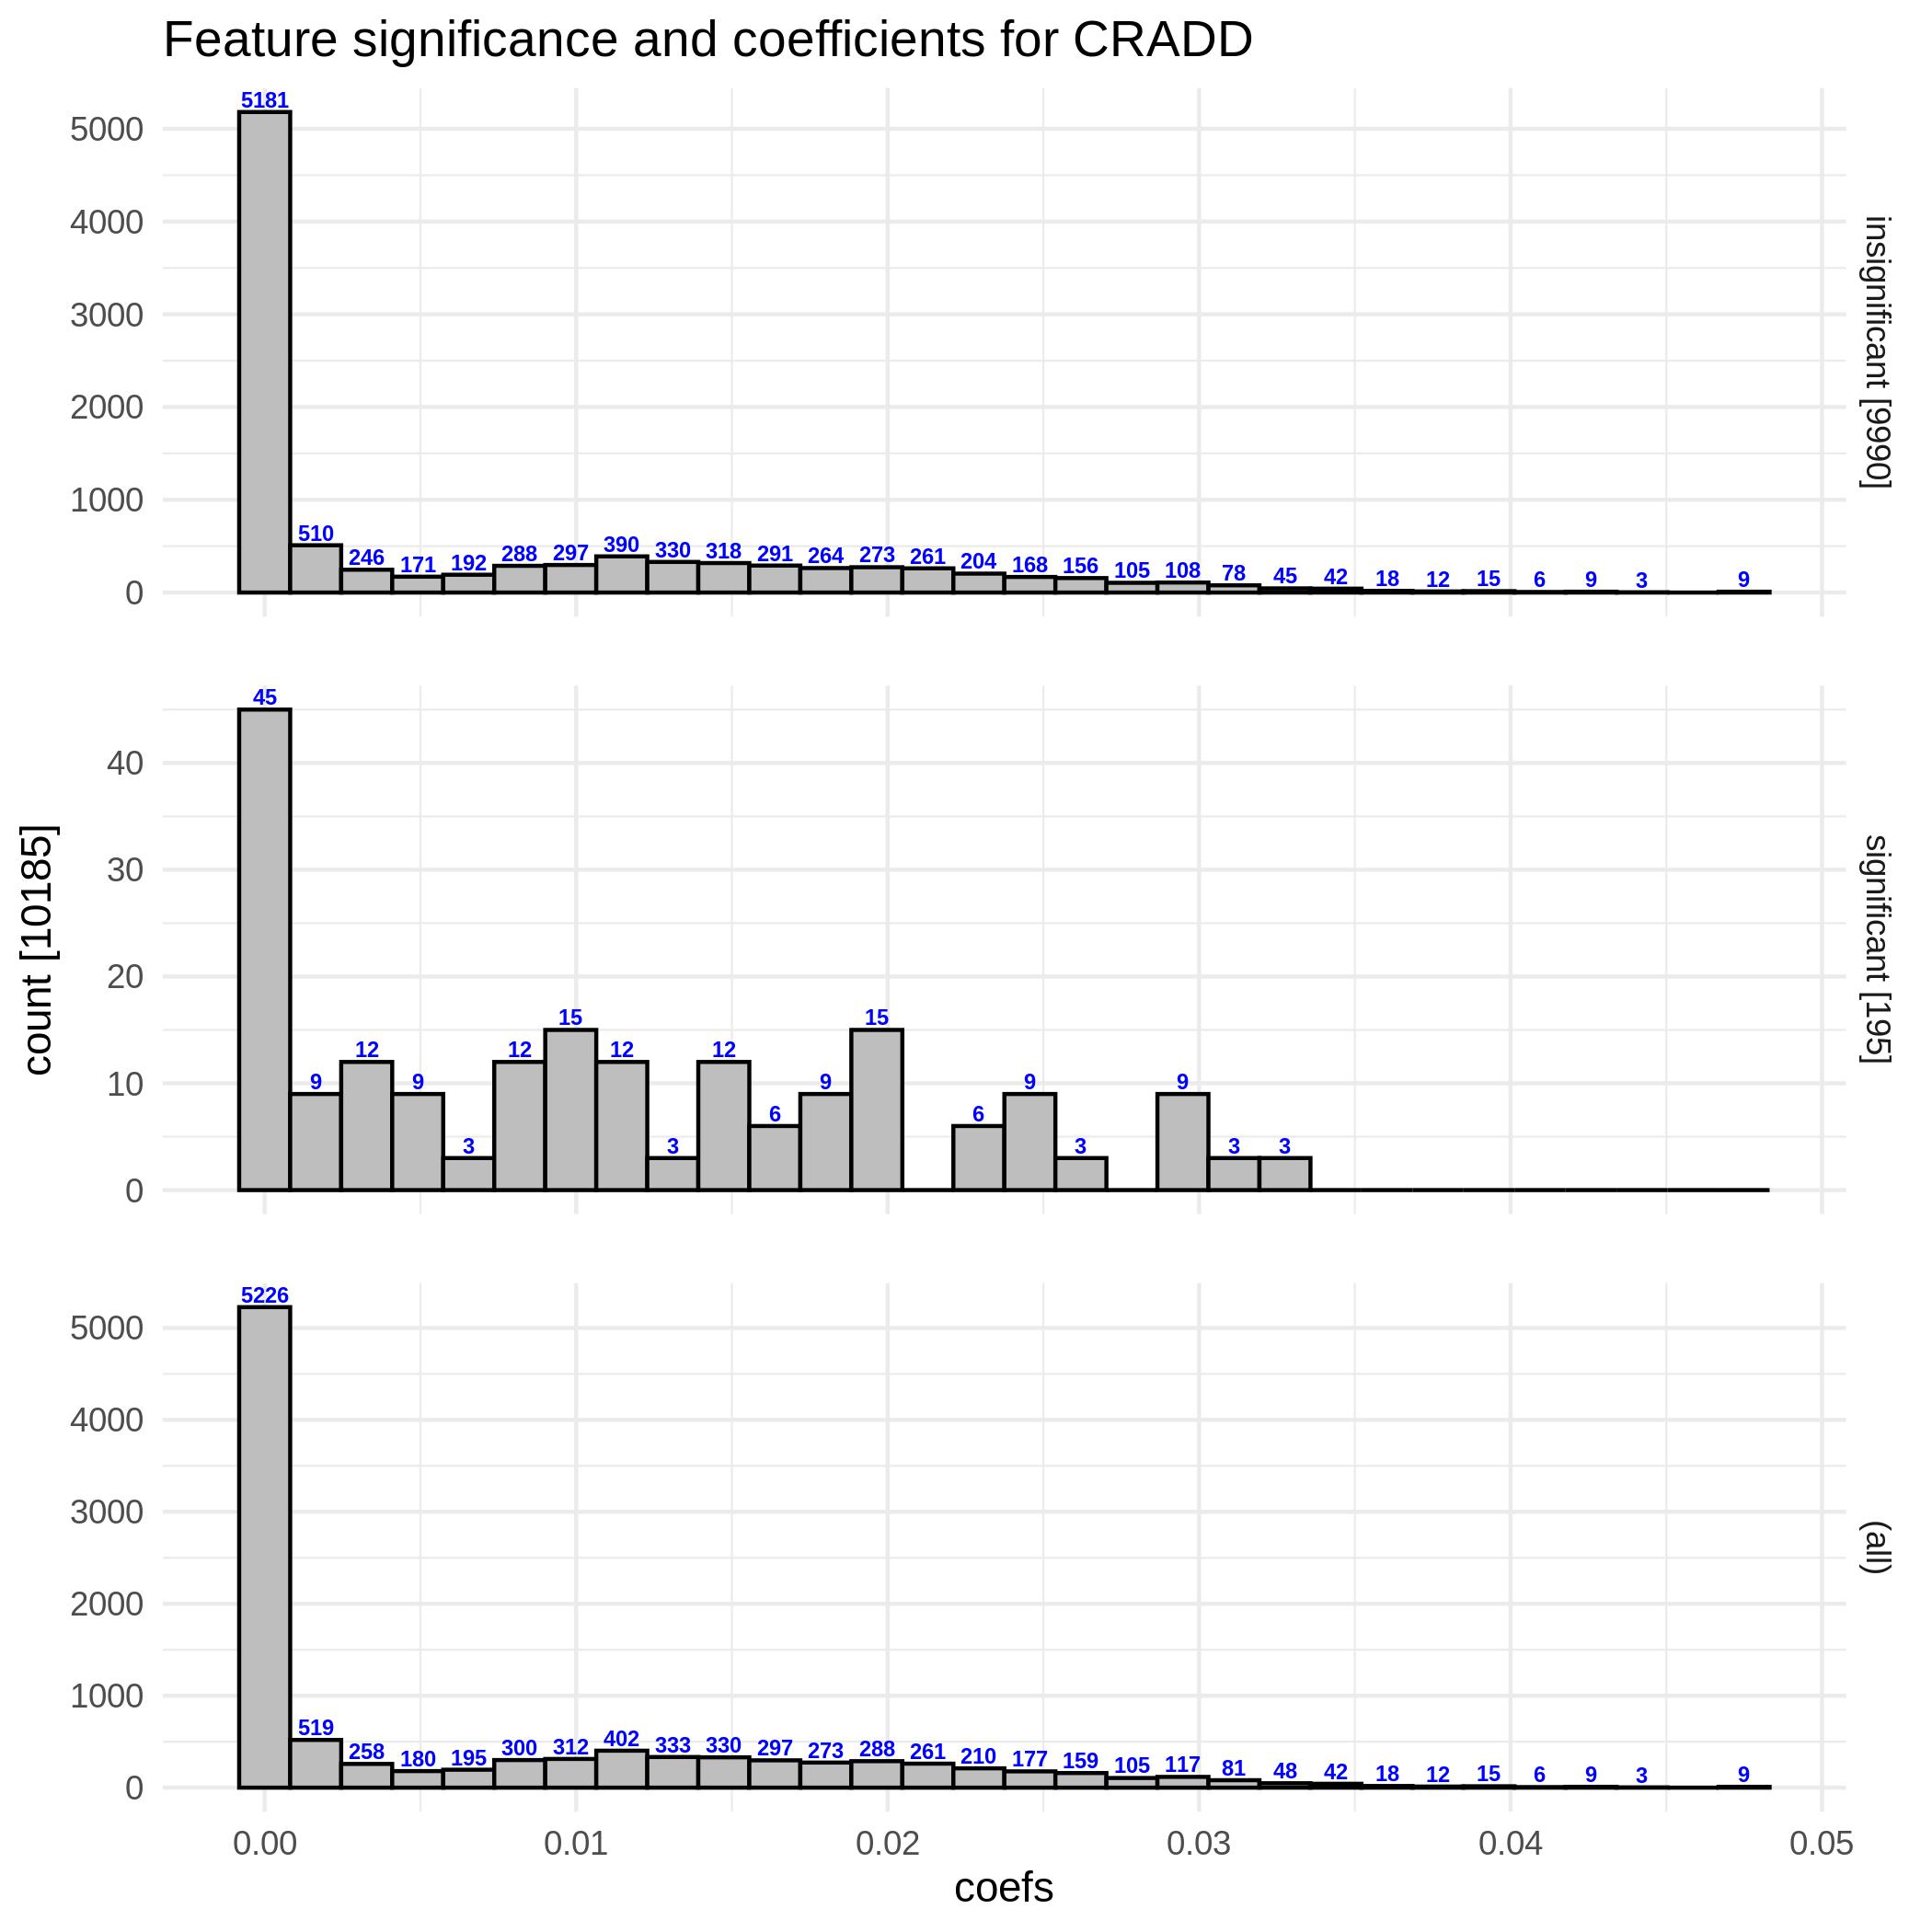 Feature significance and coefficients for CRADD
5181
5000
4000
3000
2000
1000
0
510 246 171 192 288 297 390 330 318 291 264 273 261 204 168 156 105 108 78 45 42 18 12 15 6 9 3 9
insignificant [9990]
45
40
30
20
10
0
9 12 9 3 12 15 12 3 12 6 9 15 6 9 3 9 3 3
significant [195]
count [10185]
5226
5000
4000
3000
2000
1000
0
519 258 180 195 300 312 402 333 330 297 273 288 261 210 177 159 105 117 81 48 42 18 12 15 6 9 3 9
(all)
0.00 0.01 0.02 0.03 0.04 0.05
coefs